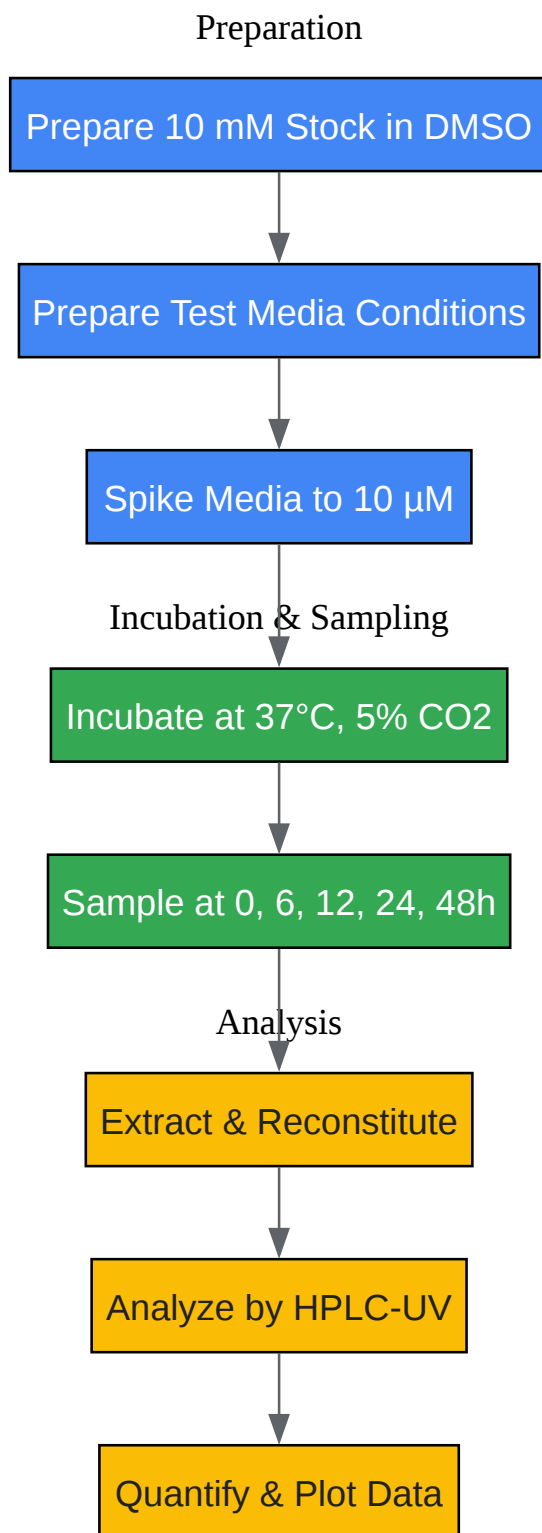 Preparation
Prepare 10 mM Stock in DMSO
Prepare Test Media Conditions
Spike Media to 10 µM
Incubation & Sampling
Incubate at 37°C, 5% CO2
Sample at 0, 6, 12, 24, 48h
Analysis
Extract & Reconstitute
Analyze by HPLC-UV
Quantify & Plot Data